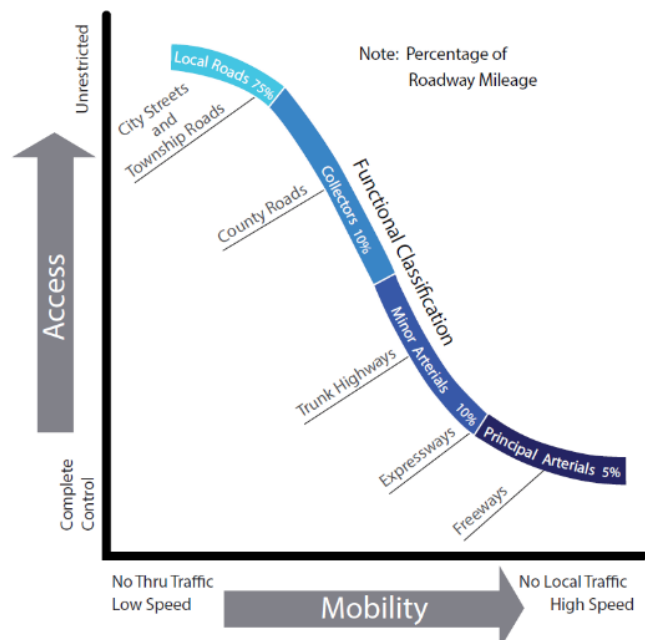 Note: Percentage of
Roadway Mileage
Unrestricted
Access
Complete
Control
Local Roads 75%
City Streets
and
Township Roads
Collectors 10%
County Roads
Functional Classification
Minor Arterials 10%
Trunk Highways
Expressways
Principal Arterials 5%
Freeways
No Thru Traffic
Low Speed
Mobility
No Local Traffic
High Speed